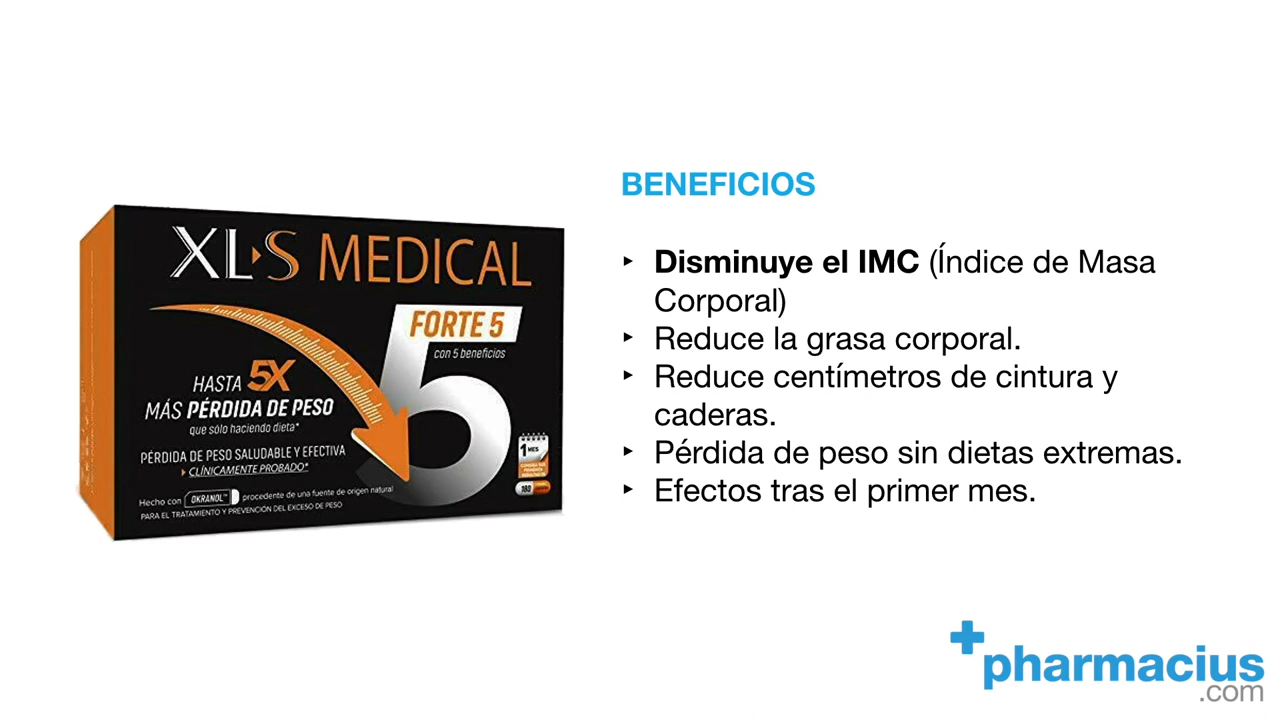 XL-S MEDICAL
FORTE 5
con 5 beneficios
5
HASTA 5X
MÁS PÉRDIDA DE PESO
que sólo haciendo dieta*
PÉRDIDA DE PESO SALUDABLE Y EFECTIVA
CLÍNICAMENTE PROBADO*
Hecho con OKRANOL™ procedente de una fuente de origen natural
PARA EL TRATAMIENTO Y PREVENCIÓN DEL EXCESO DE PESO
1 MES
180
BENEFICIOS
‣ Disminuye el IMC (Índice de Masa
Corporal)
‣ Reduce la grasa corporal.
‣ Reduce centímetros de cintura y
caderas.
‣ Pérdida de peso sin dietas extremas.
‣ Efectos tras el primer mes.
pharmacius
.com